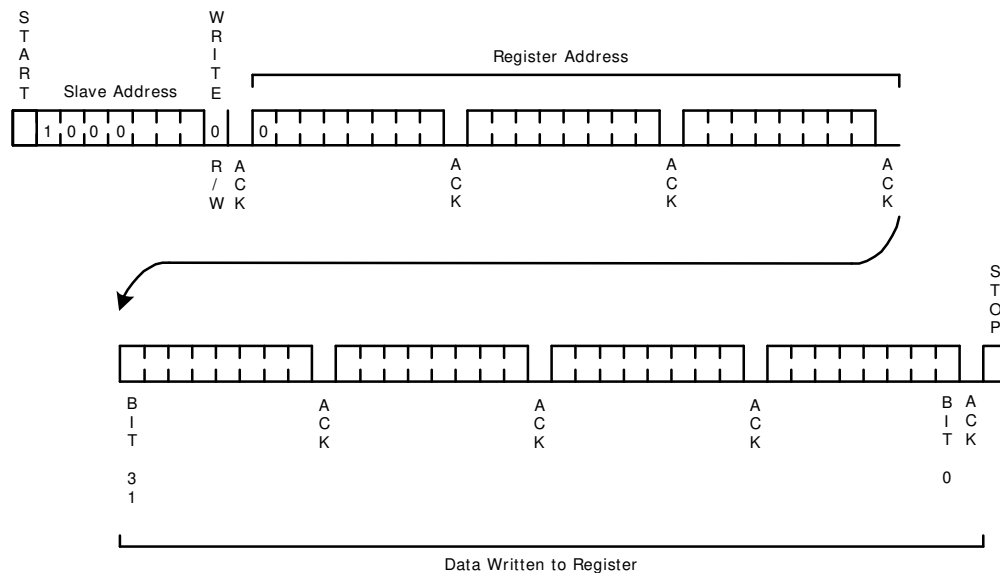 START
WRITE
Register Address
Slave Address
1 0 0 0
0
0
R/W
ACK
ACK
ACK
ACK
STOP
BIT 31
ACK
ACK
ACK
BIT 0
ACK
Data Written to Register